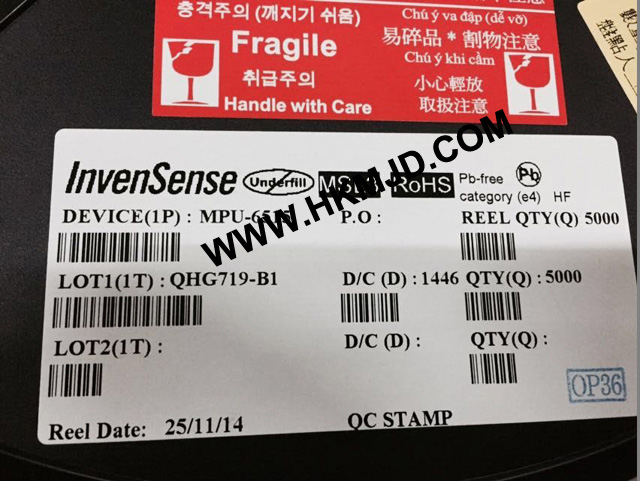 충격주의 (깨지기 쉬움)
Fragile
취급주의
Handle with Care
Chú ý va đập (dễ vỡ)
易碎品 * 割物注意
Chú ý khi cầm
小心輕放
取扱注意
InvenSense
Underfill
RoHS
Pb-free
category (e4) HF
Pb
DEVICE(1P) :
P.O :
REEL QTY(Q) 5000
LOT1(1T) : QHG719-B1
D/C (D) : 1446
QTY(Q) : 5000
LOT2(1T) :
D/C (D) :
QTY(Q) :
OP36
Reel Date: 25/11/14
QC STAMP
WWW.HKMJD.COM